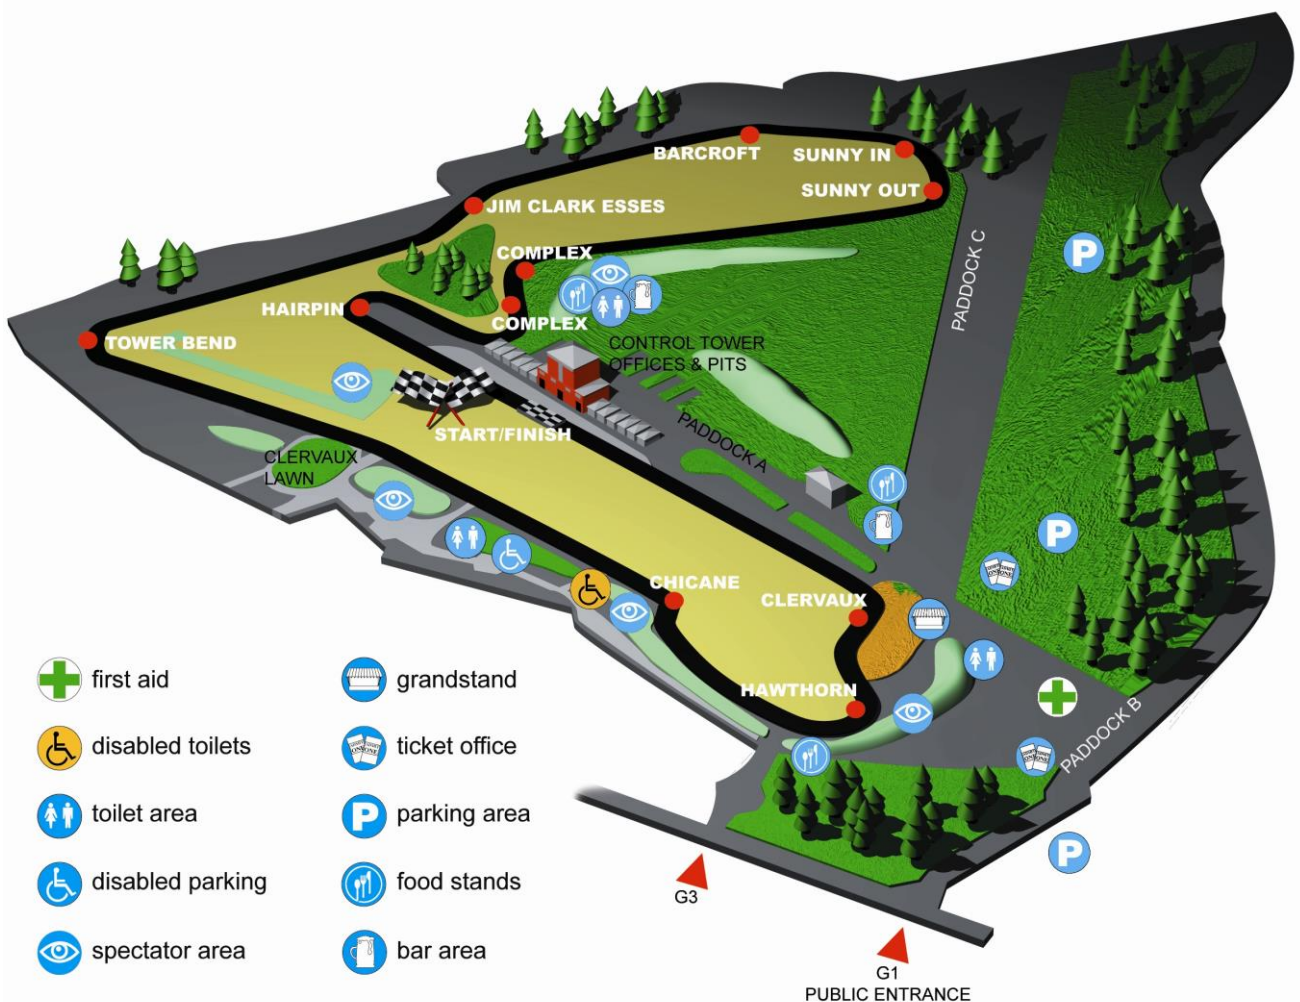 BARCROFT
SUNNY IN
SUNNY OUT
JIM CLARK ESSES
COMPLEX
PADDOCK C
P
HAIRPIN
COMPLEX
TOWER BEND
CONTROL TOWER
OFFICES & PITS
START/FINISH
PADDOCK A
CLERVAUX
LAWN
P
CHICANE
CLERVAUX
HAWTHORN
PADDOCK B
P
first aid
disabled toilets
toilet area
disabled parking
spectator area
grandstand
ticket office
P
parking area
food stands
bar area
G3
G1
PUBLIC ENTRANCE